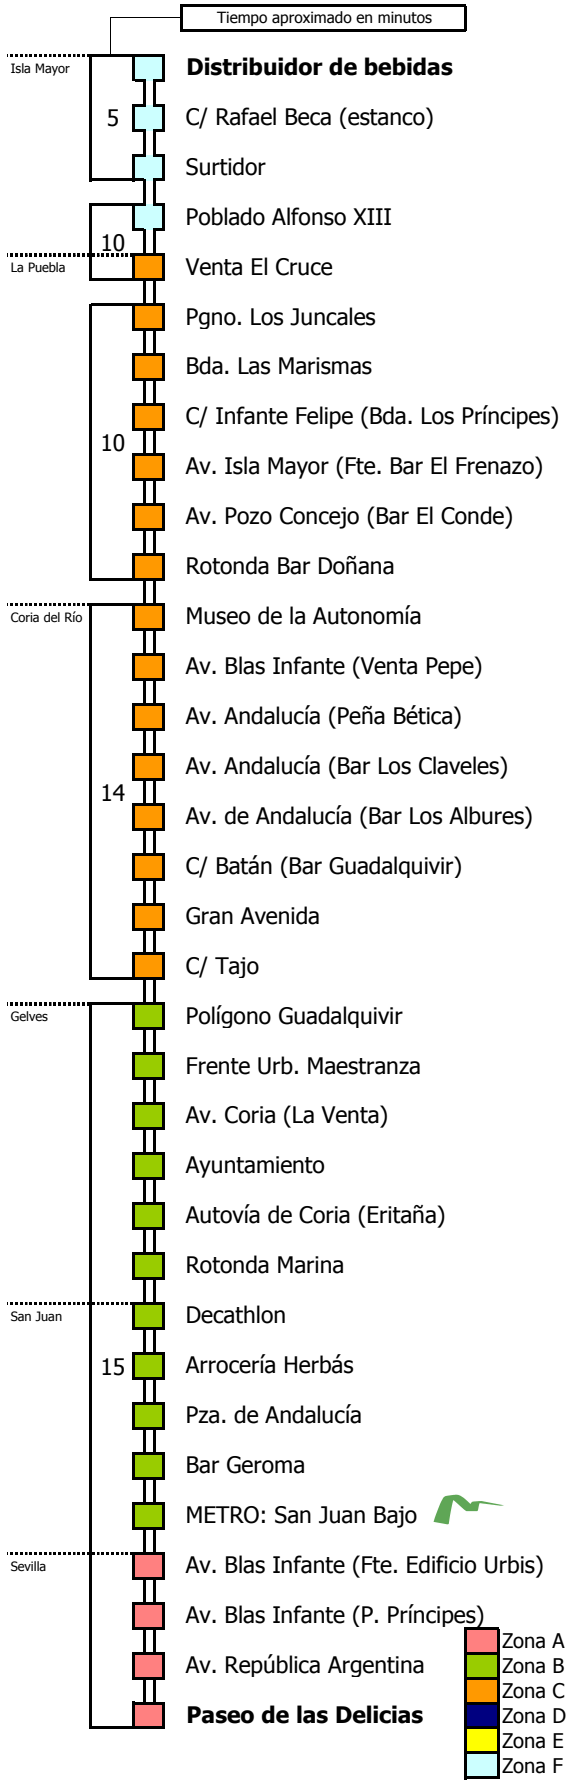 Tiempo aproximado en minutos
Isla Mayor
Distribuidor de bebidas
5
C/ Rafael Beca (estanco)
Surtidor
Poblado Alfonso XIII
10
La Puebla
Venta El Cruce
Pgno. Los Juncales
Bda. Las Marismas
C/ Infante Felipe (Bda. Los Príncipes)
10
Av. Isla Mayor (Fte. Bar El Frenazo)
Av. Pozo Concejo (Bar El Conde)
Rotonda Bar Doñana
Coria del Río
Museo de la Autonomía
Av. Blas Infante (Venta Pepe)
Av. Andalucía (Peña Bética)
Av. Andalucía (Bar Los Claveles)
14
Av. de Andalucía (Bar Los Albures)
C/ Batán (Bar Guadalquivir)
Gran Avenida
C/ Tajo
Gelves
Polígono Guadalquivir
Frente Urb. Maestranza
Av. Coria (La Venta)
Ayuntamiento
Autovía de Coria (Eritaña)
Rotonda Marina
San Juan
Decathlon
15
Arrocería Herbás
Pza. de Andalucía
Bar Geroma
METRO: San Juan Bajo
Sevilla
Av. Blas Infante (Fte. Edificio Urbis)
Av. Blas Infante (P. Príncipes)
Av. República Argentina
Paseo de las Delicias
Zona A
Zona B
Zona C
Zona D
Zona E
Zona F